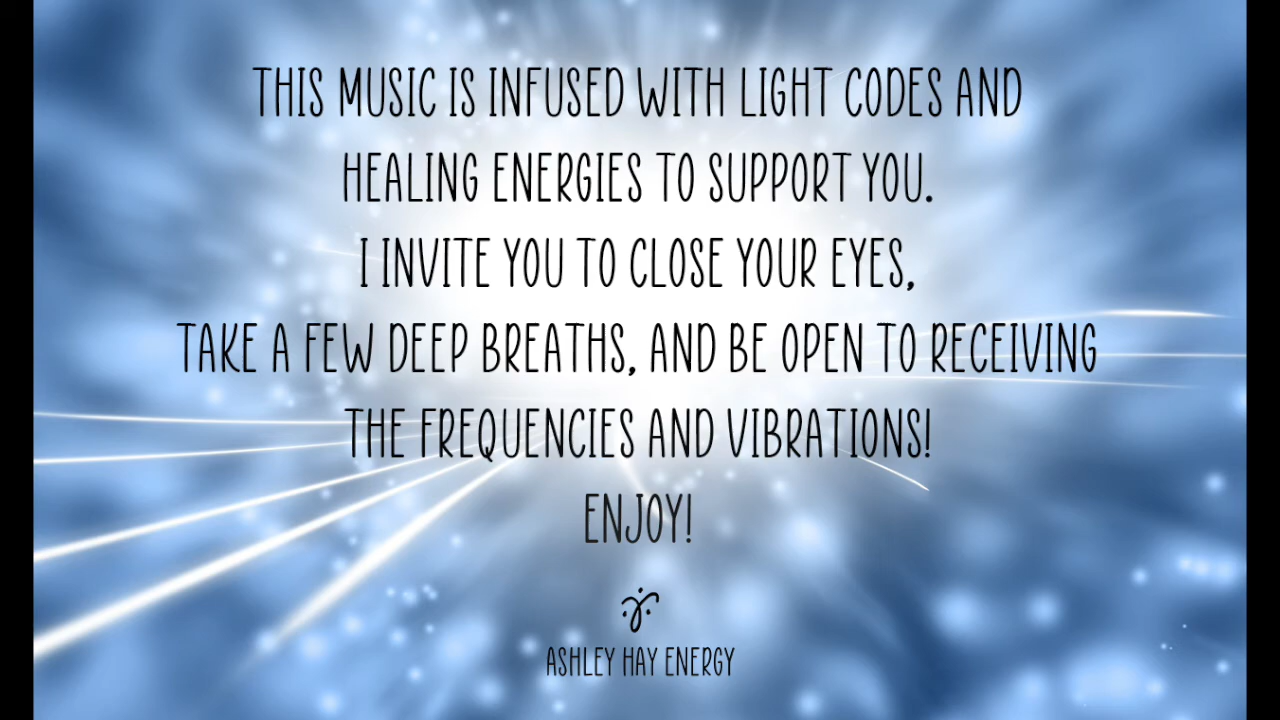 THIS MUSIC IS INFUSED WITH LIGHT CODES AND
HEALING ENERGIES TO SUPPORT YOU.
I INVITE YOU TO CLOSE YOUR EYES,
TAKE A FEW DEEP BREATHS, AND BE OPEN TO RECEIVING
THE FREQUENCIES AND VIBRATIONS!
ENJOY!
ASHLEY HAY ENERGY